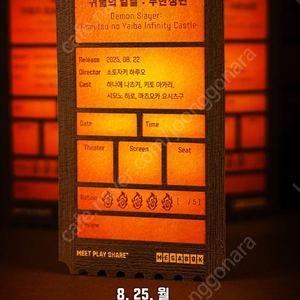 귀멸의 칼날 : 무한성편
Demon Slayer:
Kimetsu no Yaiba Infinity Castle
Release 2025. 08. 22
Director 소토자키 하루오
Cast 하나에 나츠키, 키토 아카리,
시모노 히로, 마츠오카 요시츠구
Date
Time
Theater
Screen
Seat
Rating
[ /5]
Review
MEET PLAY SHARE
MEGABOX
8. 25. 월